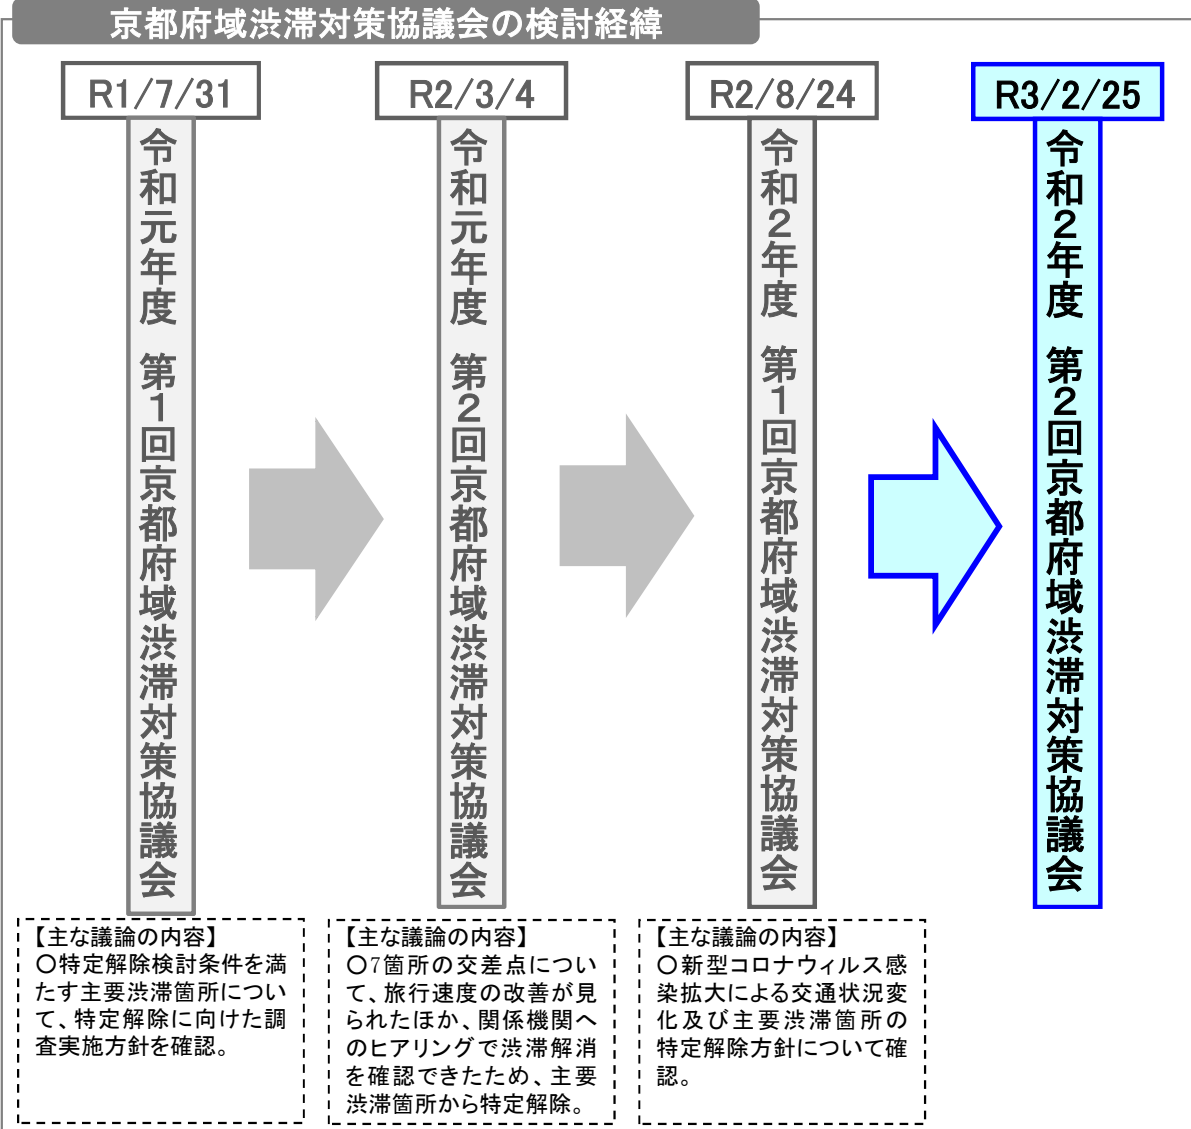 京都府域渋滞対策協議会の検討経緯
R1/7/31
令和元年度 第1回京都府域渋滞対策協議会
【主な議論の内容】
〇特定解除検討条件を満
たす主要渋滞箇所につい
て、特定解除に向けた調
査実施方針を確認。
R2/3/4
令和元年度 第2回京都府域渋滞対策協議会
【主な議論の内容】
〇7箇所の交差点につい
て、旅行速度の改善が見
られたほか、関係機関へ
のヒアリングで渋滞解消
を確認できたため、主要
渋滞箇所から特定解除。
R2/8/24
令和2年度 第1回京都府域渋滞対策協議会
【主な議論の内容】
〇新型コロナウィルス感
染拡大による交通状況変
化及び主要渋滞箇所の
特定解除方針について確
認。
R3/2/25
令和2年度 第2回京都府域渋滞対策協議会